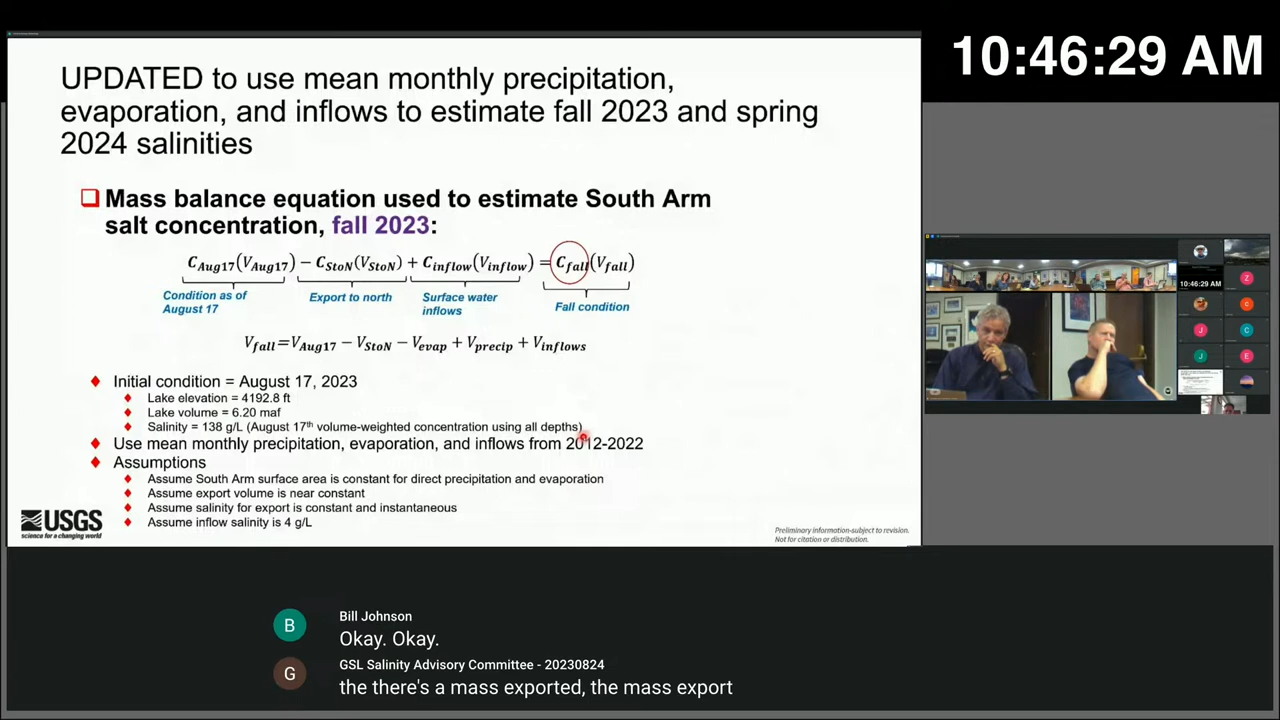 10:46:29 AM
UPDATED to use mean monthly precipitation,
evaporation, and inflows to estimate fall 2023 and spring
2024 salinities
Mass balance equation used to estimate South Arm
salt concentration, fall 2023:
C_Aug17(V_Aug17) − C_StoN(V_StoN) + C_inflow(V_inflow) = C_fall(V_fall)
Condition as of
August 17
Export to north
Surface water
inflows
Fall condition
V_fall=V_Aug17 − V_StoN − V_evap + V_precip + V_inflows
Initial condition = August 17, 2023
Lake elevation = 4192.8 ft
Lake volume = 6.20 maf
Salinity = 138 g/L (August 17th volume-weighted concentration using all depths)
Use mean monthly precipitation, evaporation, and inflows from 2012-2022
Assumptions
Assume South Arm surface area is constant for direct precipitation and evaporation
Assume export volume is near constant
Assume salinity for export is constant and instantaneous
Assume inflow salinity is 4 g/L
USGS
science for a changing world
Preliminary information-subject to revision.
Not for citation or distribution.
10:46:29 AM
Z
C
J
C
J
E
B
Bill Johnson
Okay. Okay.
G
GSL Salinity Advisory Committee - 20230824
the there's a mass exported, the mass export